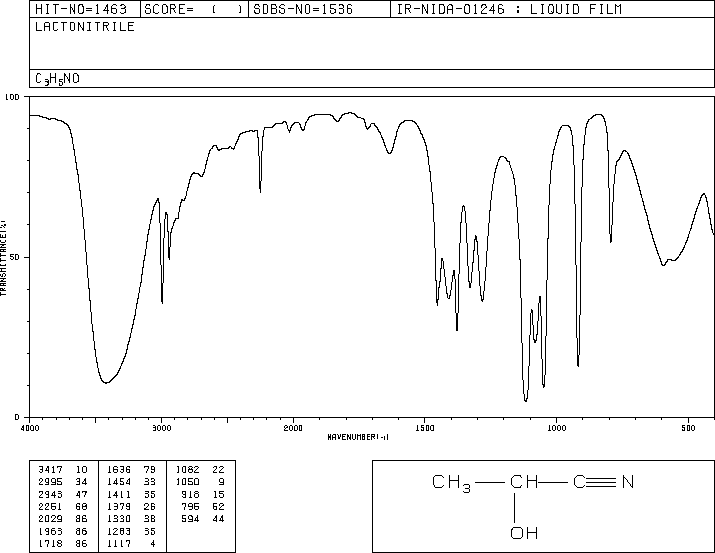 HIT-NO=1463 SCORE= ( ) SDBS-NO=1536 IR-NIDA-01246 : LIQUID FILM
LACTONITRILE
C3H5NO
100
50
0
TRANSMITTANCE(%)
4000 3000 2000 1500 1000 500
WAVENUMBER(-1)
3417 10 1636 79 1082 22
2995 34 1454 33 1050 9
2943 47 1411 35 918 15
2251 68 1379 26 795 52
2029 86 1330 38 594 44
1963 86 1283 35
1718 86 1117 4
CH3 CH C N
OH